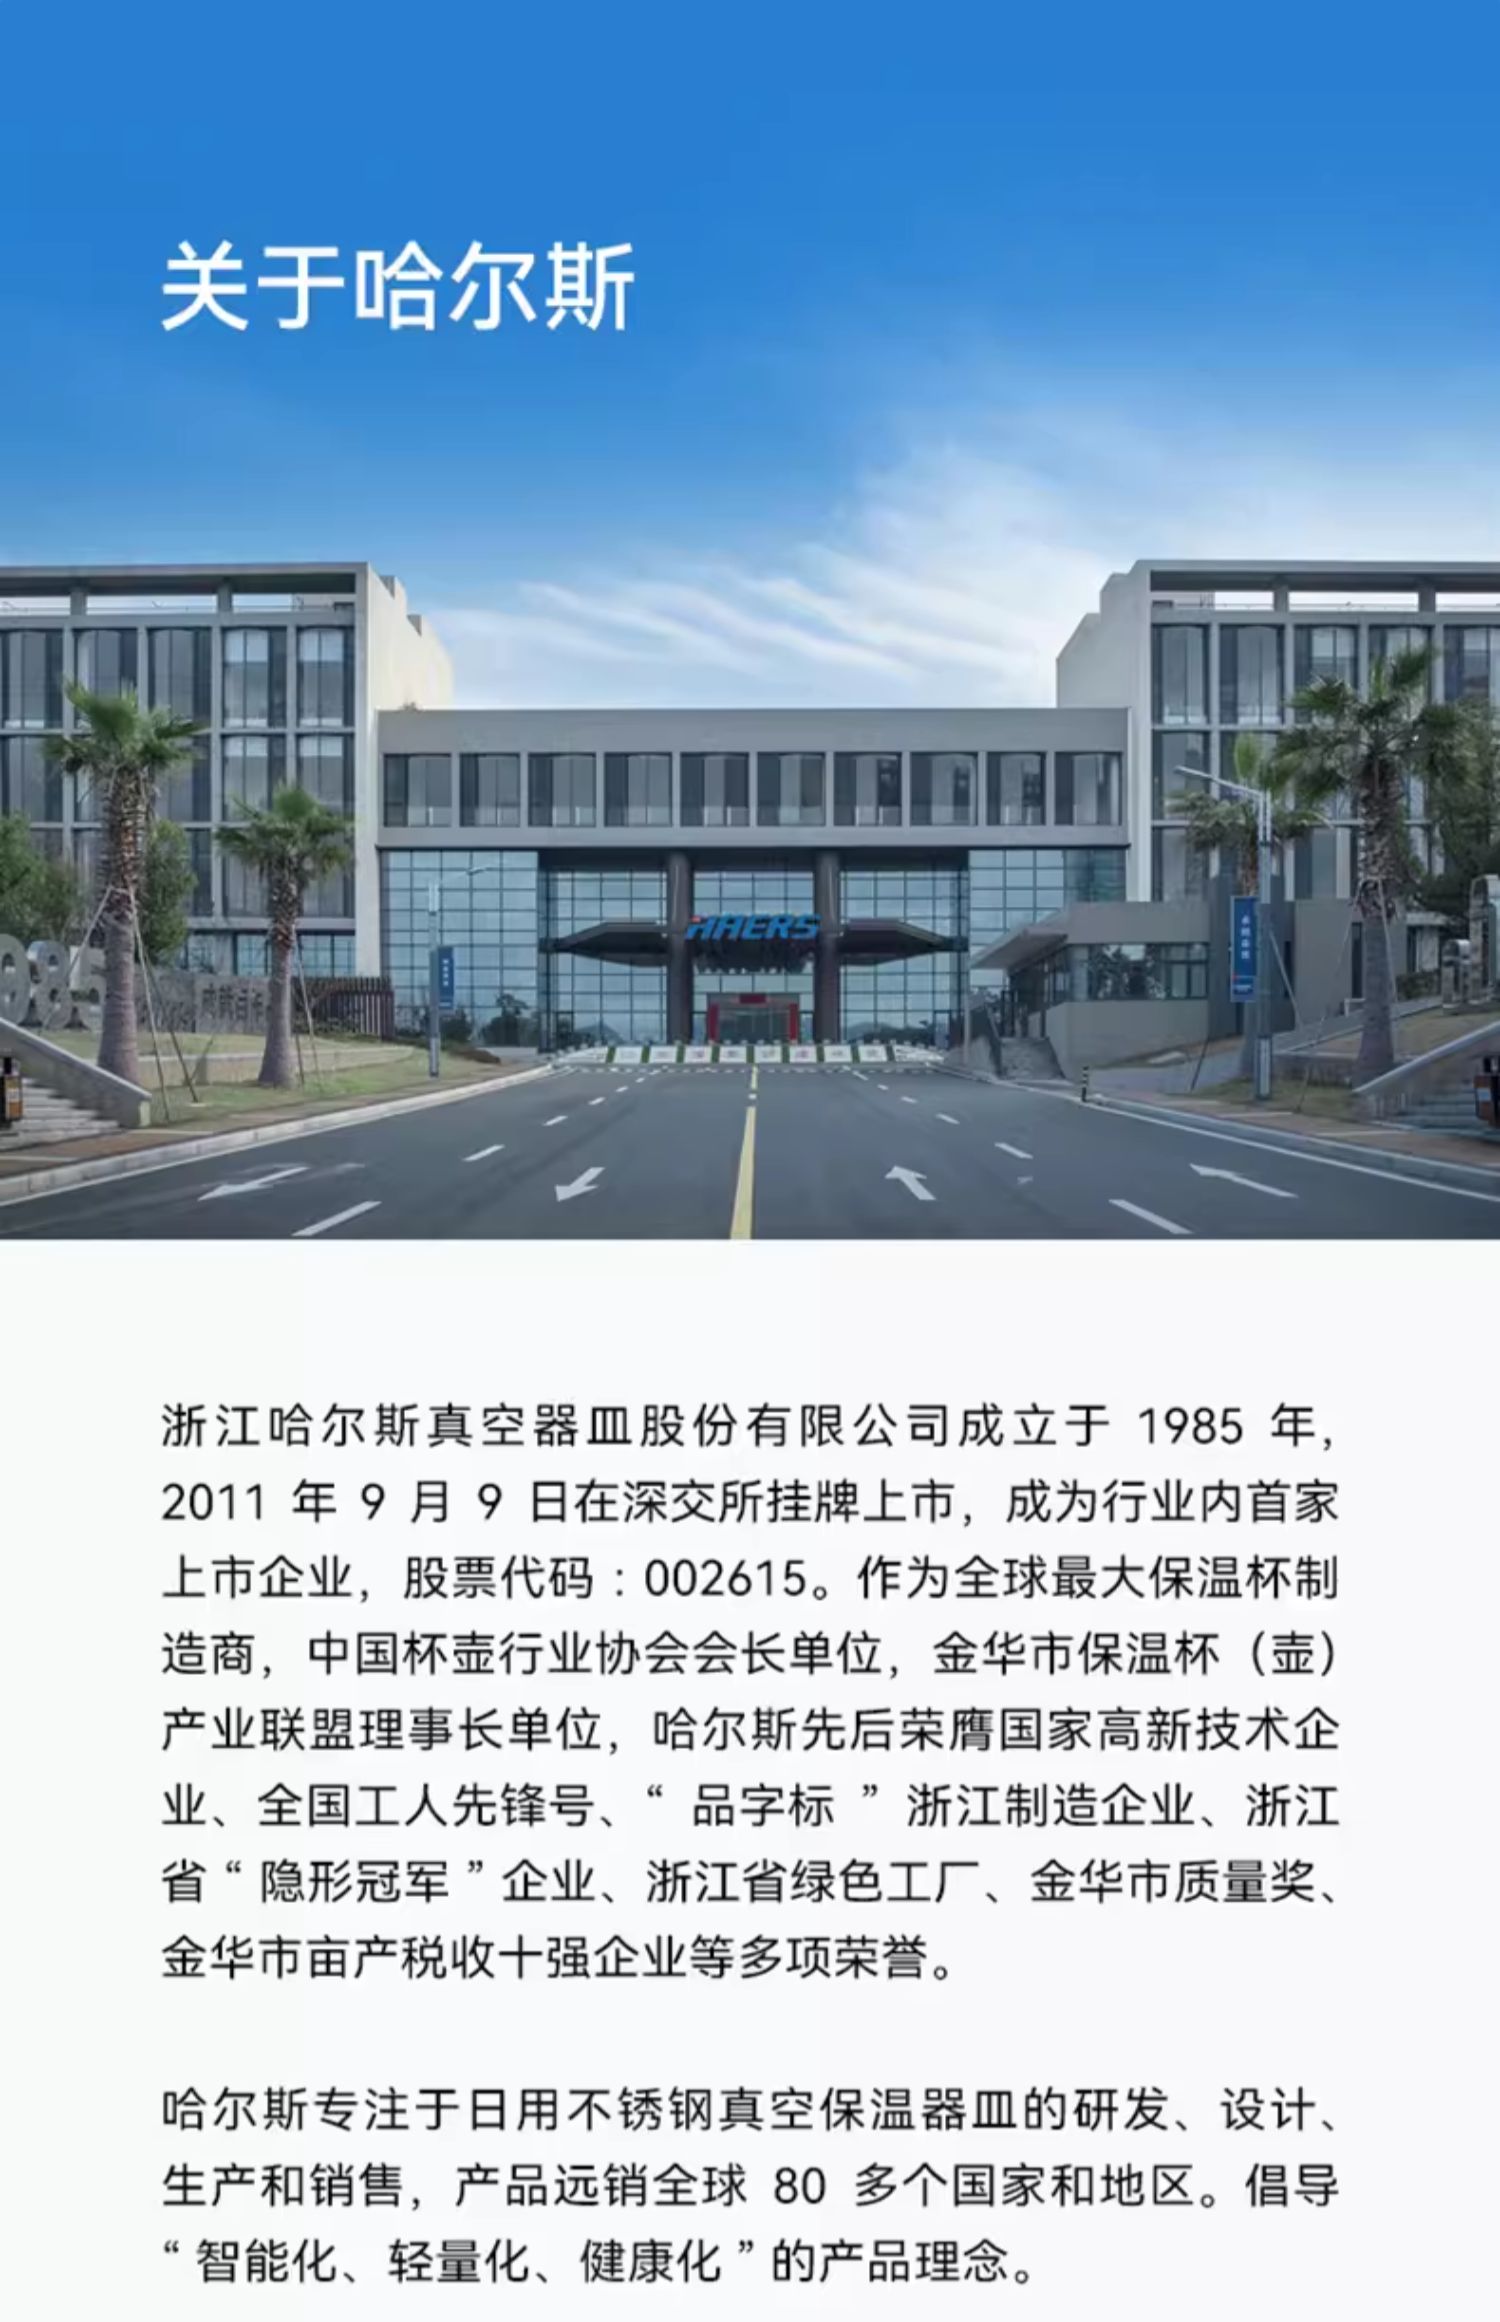 关于哈尔斯
HAERS
浙江哈尔斯真空器皿股份有限公司成立于 1985 年，
2011 年 9 月 9 日在深交所挂牌上市，成为行业内首家
上市企业，股票代码：002615。作为全球最大保温杯制
造商，中国杯壶行业协会会长单位，金华市保温杯（壶）
产业联盟理事长单位，哈尔斯先后荣膺国家高新技术企
业、全国工人先锋号、“ 品字标 ” 浙江制造企业、浙江
省“ 隐形冠军 ”企业、浙江省绿色工厂、金华市质量奖、
金华市亩产税收十强企业等多项荣誉。
哈尔斯专注于日用不锈钢真空保温器皿的研发、设计、
生产和销售，产品远销全球 80 多个国家和地区。倡导
“ 智能化、轻量化、健康化 ”的产品理念。